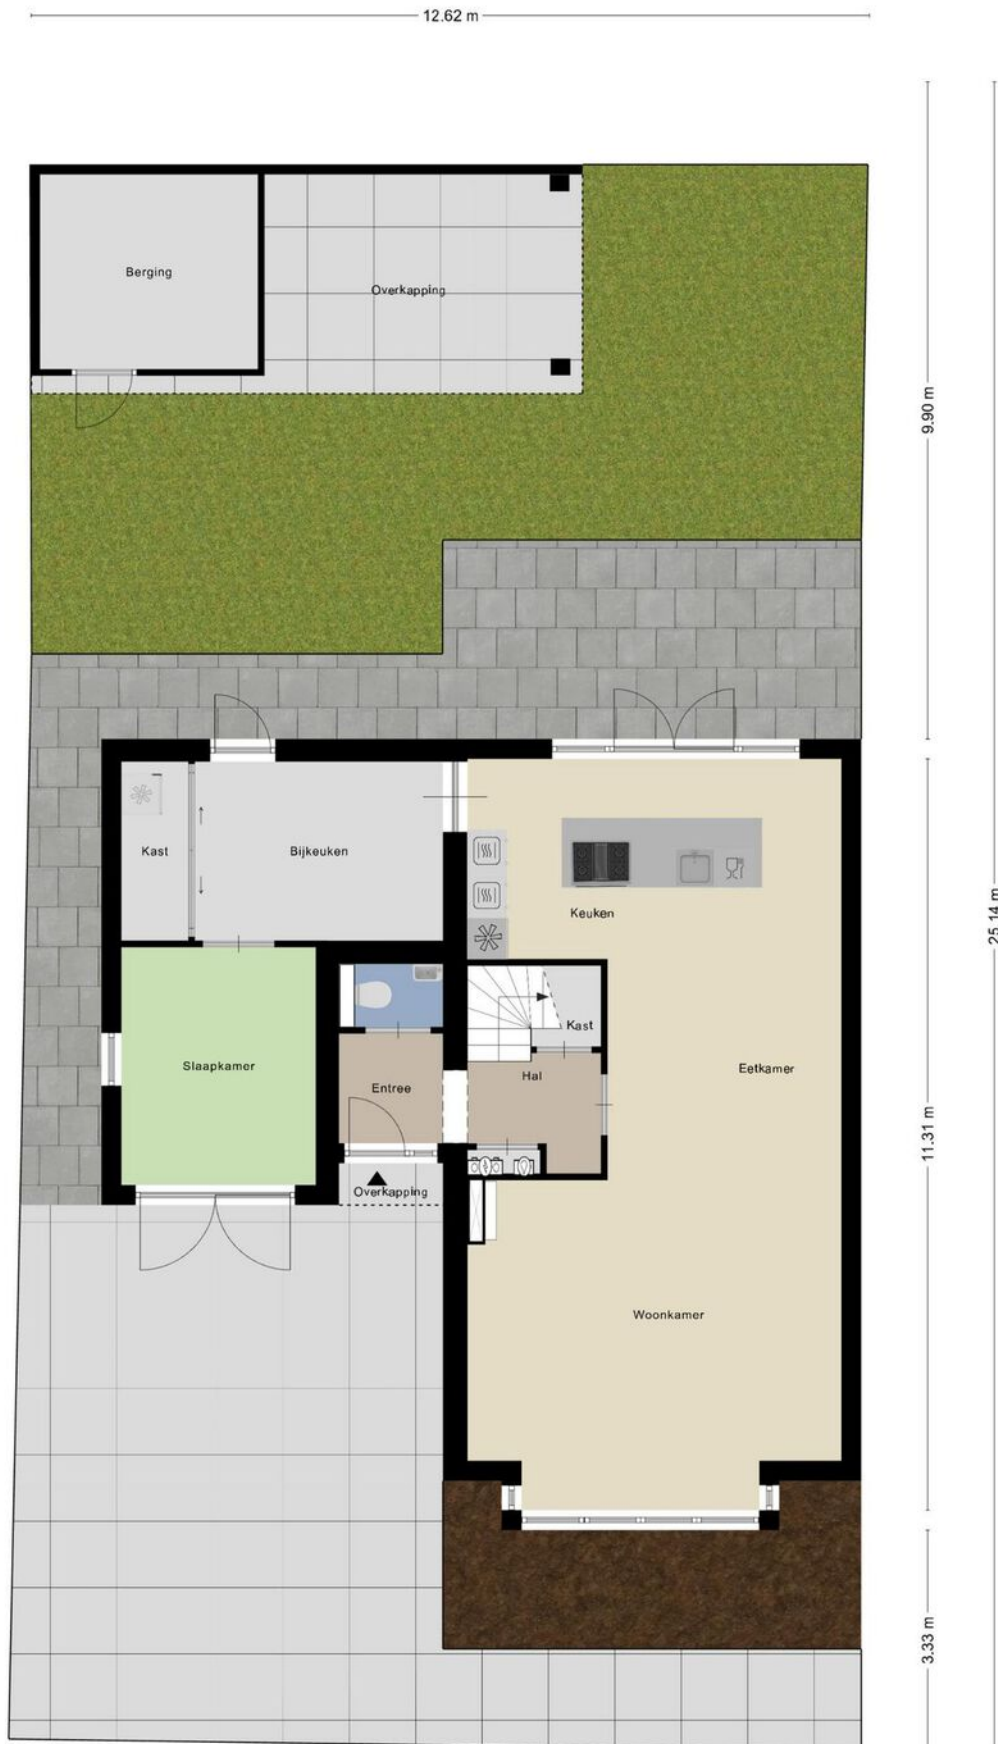 12.62 m
Berging
Overkapping
9.90 m
Kast
Bijkeuken
Keuken
25.14 m
Kast
Slaapkamer
Eetkamer
Hal
Entree
11.31 m
Overkapping
Woonkamer
3.33 m